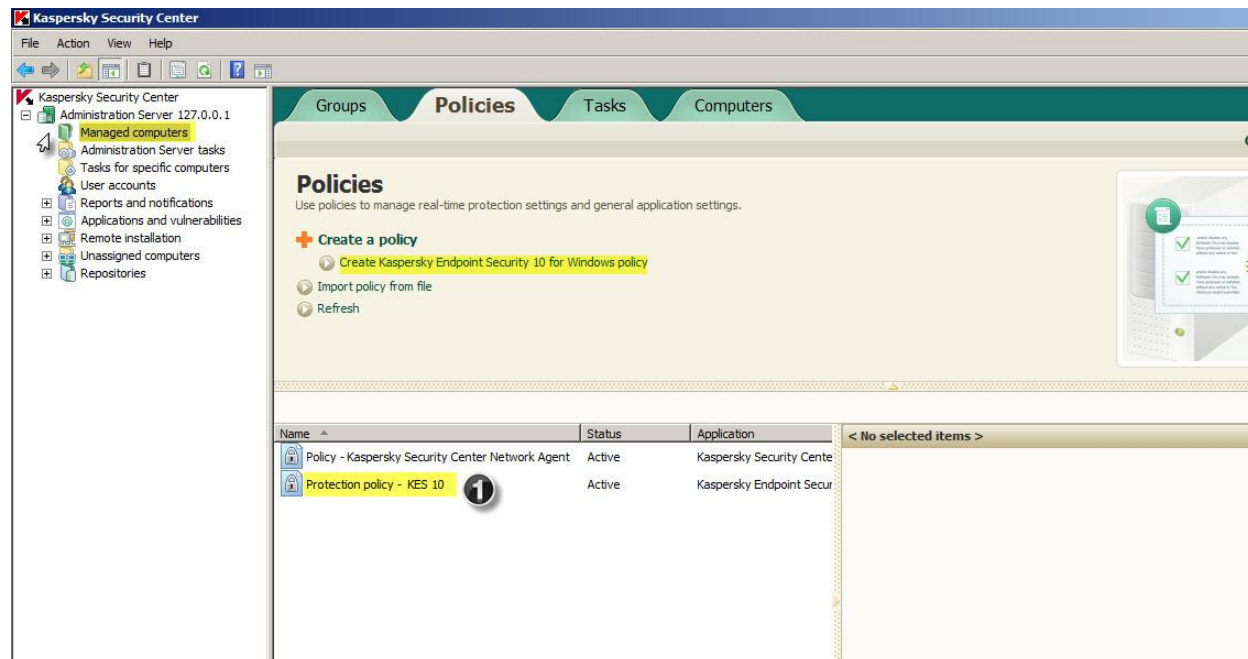 Kaspersky Security Center
File Action View Help
Kaspersky Security Center
Administration Server 127.0.0.1
Managed computers
Administration Server tasks
Tasks for specific computers
User accounts
Reports and notifications
Applications and vulnerabilities
Remote installation
Unassigned computers
Repositories
Groups Policies Tasks Computers
Policies
Use policies to manage real-time protection settings and general application settings.
Create a policy
Create Kaspersky Endpoint Security 10 for Windows policy
Import policy from file
Refresh
Name Status Application
Policy - Kaspersky Security Center Network Agent Active Kaspersky Security Cente
Protection policy - KES 10 1 Active Kaspersky Endpoint Secur
< No selected items >